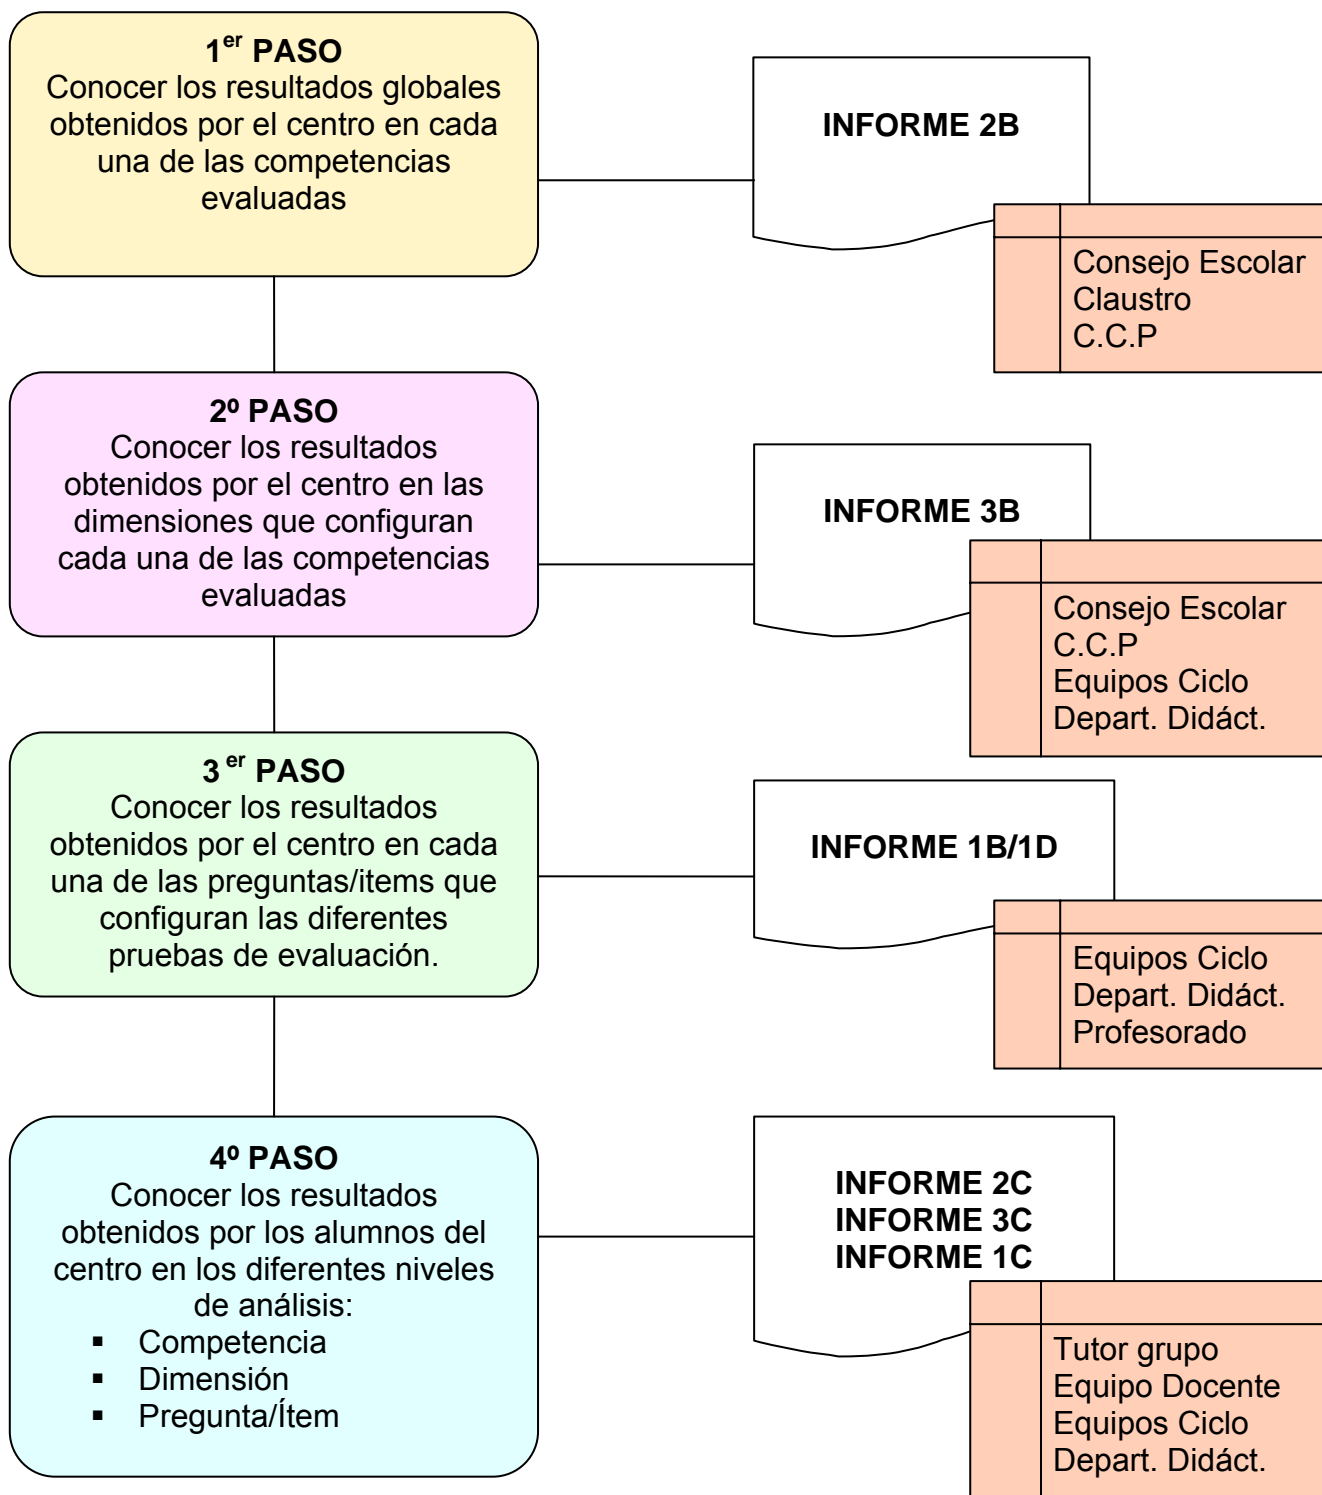 1er PASO
Conocer los resultados globales
obtenidos por el centro en cada
una de las competencias
evaluadas
INFORME 2B
Consejo Escolar
Claustro
C.C.P
2º PASO
Conocer los resultados
obtenidos por el centro en las
dimensiones que configuran
cada una de las competencias
evaluadas
INFORME 3B
Consejo Escolar
C.C.P
Equipos Ciclo
Depart. Didáct.
3 er PASO
Conocer los resultados
obtenidos por el centro en cada
una de las preguntas/items que
configuran las diferentes
pruebas de evaluación.
INFORME 1B/1D
Equipos Ciclo
Depart. Didáct.
Profesorado
4º PASO
Conocer los resultados
obtenidos por los alumnos del
centro en los diferentes niveles
de análisis:
▪ Competencia
▪ Dimensión
▪ Pregunta/Ítem
INFORME 2C
INFORME 3C
INFORME 1C
Tutor grupo
Equipo Docente
Equipos Ciclo
Depart. Didáct.